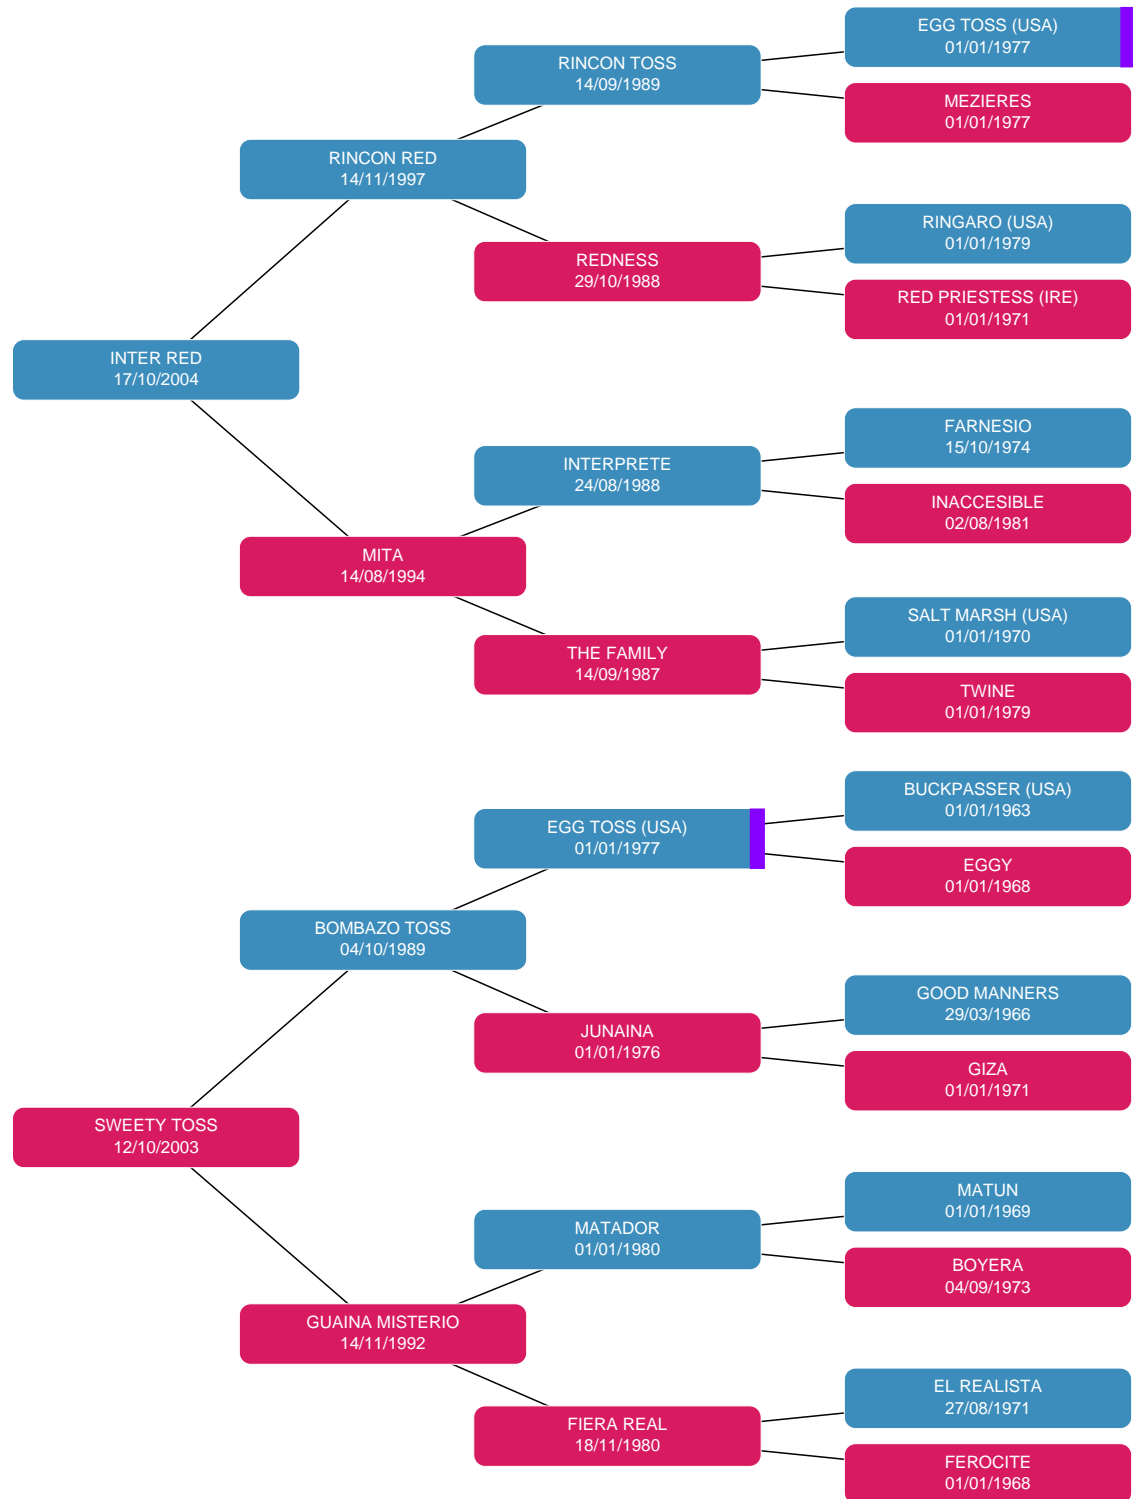 EGG TOSS (USA)
01/01/1977
RINCON TOSS
14/09/1989
MEZIERES
01/01/1977
RINCON RED
14/11/1997
RINGARO (USA)
01/01/1979
REDNESS
29/10/1988
RED PRIESTESS (IRE)
01/01/1971
INTER RED
17/10/2004
FARNESIO
15/10/1974
INTERPRETE
24/08/1988
INACCESIBLE
02/08/1981
MITA
14/08/1994
SALT MARSH (USA)
01/01/1970
THE FAMILY
14/09/1987
TWINE
01/01/1979
BUCKPASSER (USA)
01/01/1963
EGG TOSS (USA)
01/01/1977
EGGY
01/01/1968
BOMBAZO TOSS
04/10/1989
GOOD MANNERS
29/03/1966
JUNAINA
01/01/1976
GIZA
01/01/1971
SWEETY TOSS
12/10/2003
MATUN
01/01/1969
MATADOR
01/01/1980
BOYERA
04/09/1973
GUAINA MISTERIO
14/11/1992
EL REALISTA
27/08/1971
FIERA REAL
18/11/1980
FEROCITE
01/01/1968